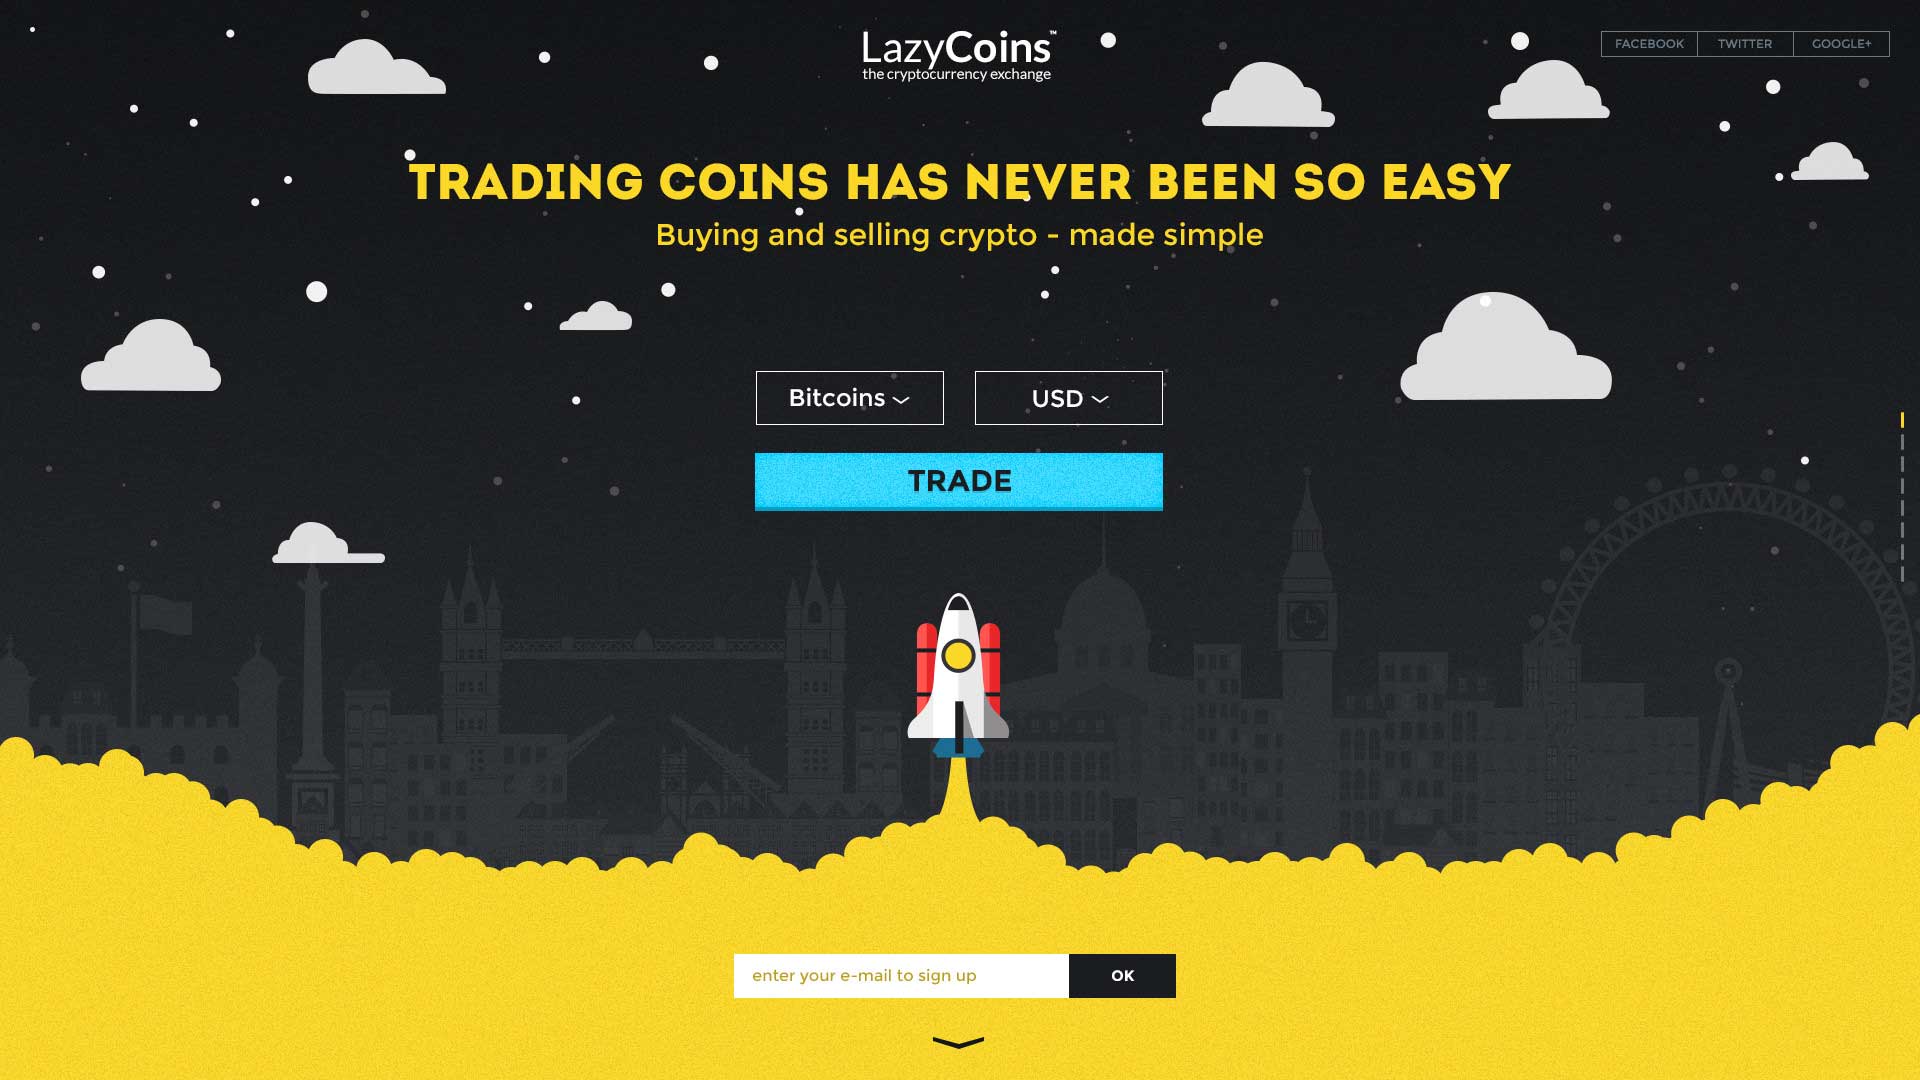 LazyCoins™
the cryptocurrency exchange
FACEBOOK
TWITTER
GOOGLE+
TRADING COINS HAS NEVER BEEN SO EASY
Buying and selling crypto - made simple
Bitcoins
USD
TRADE
enter your e-mail to sign up
OK